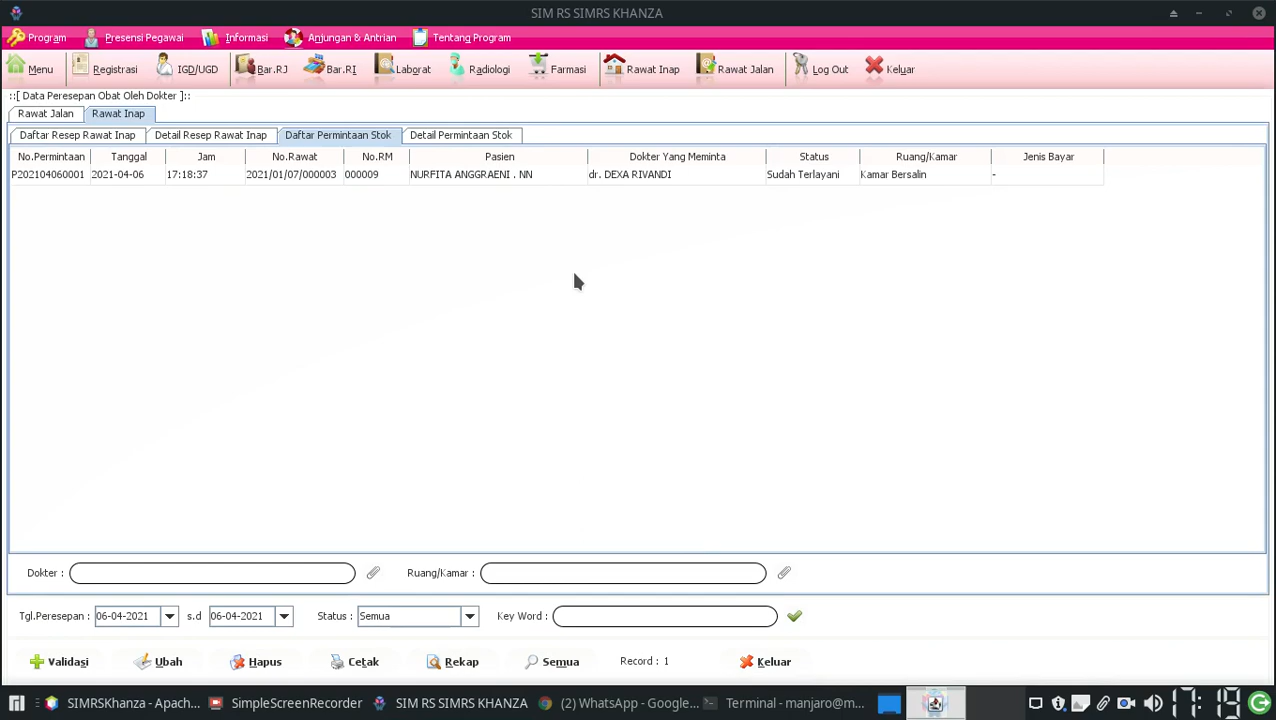 SIM RS SIMRS KHANZA
Program Presensi Pegawai Informasi Anjungan & Antrian Tentang Program
Menu Registrasi IGD/UGD Bar.RJ Bar.RI Laborat Radiologi Farmasi Rawat Inap Rawat Jalan Log Out Keluar
::[ Data Peresepan Obat Oleh Dokter ]::
Rawat Jalan Rawat Inap
Daftar Resep Rawat Inap Detail Resep Rawat Inap Daftar Permintaan Stok Detail Permintaan Stok
No.Permintaan Tanggal Jam No.Rawat No.RM Pasien Dokter Yang Meminta Status Ruang/Kamar Jenis Bayar
P202104060001 2021-04-06 17:18:37 2021/01/07/000003 000009 NURFITA ANGGRAENI . NN dr. DEXA RIVANDI Sudah Terlayani Kamar Bersalin -
Dokter : Ruang/Kamar :
Tgl.Peresepan : 06-04-2021 s.d 06-04-2021 Status : Semua Key Word :
Validasi Ubah Hapus Cetak Rekap Semua Record : 1 Keluar
SIMRSKhanza - Apach... SimpleScreenRecorder SIM RS SIMRS KHANZA (2) WhatsApp - Google... Terminal - manjaro@m... 17:19